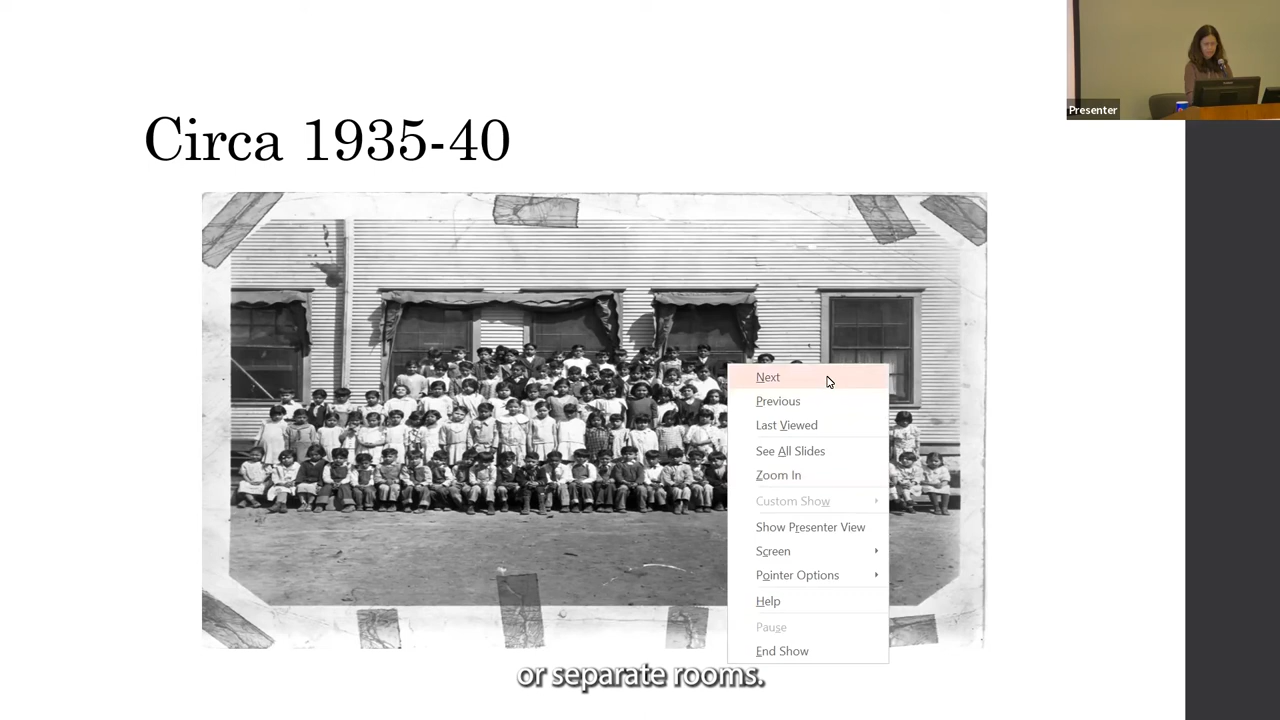 Presenter
Circa 1935-40
Next
Previous
Last Viewed
See All Slides
Zoom In
Custom Show
Show Presenter View
Screen
Pointer Options
Help
Pause
End Show
or separate rooms.